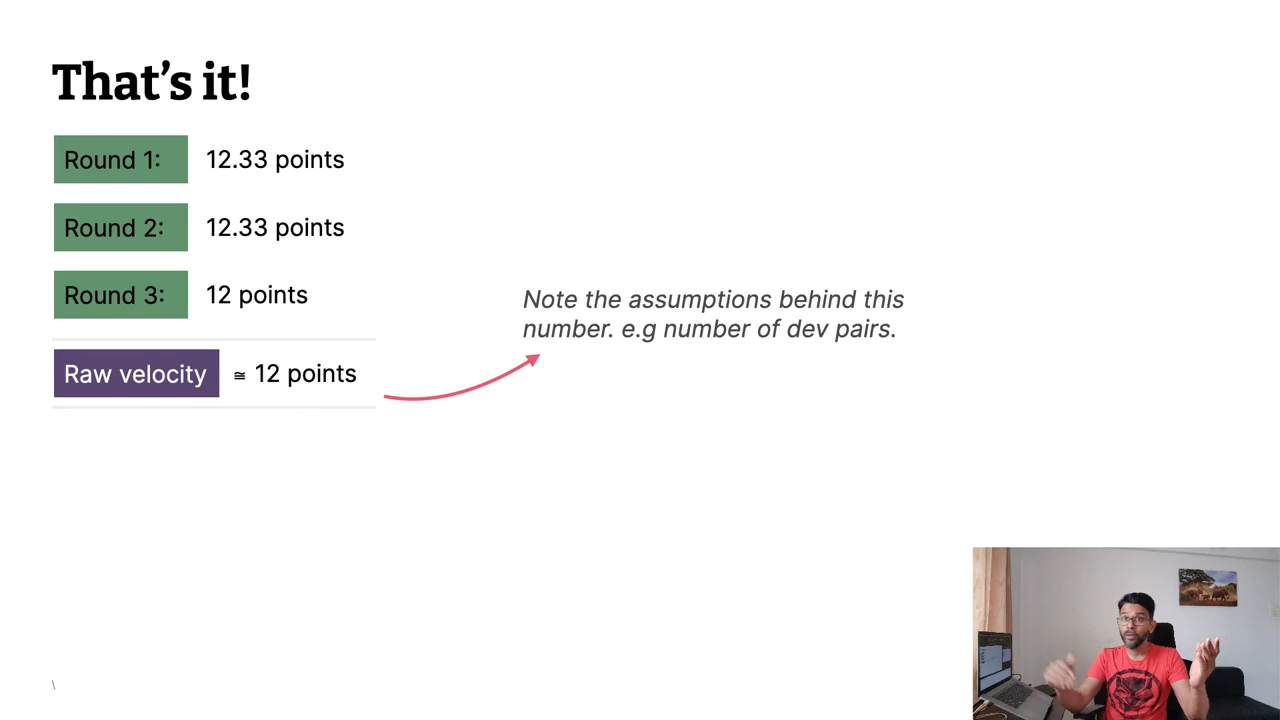 That’s it!
Round 1: 12.33 points
Round 2: 12.33 points
Round 3: 12 points
Note the assumptions behind this
number. e.g number of dev pairs.
Raw velocity ≅ 12 points
\